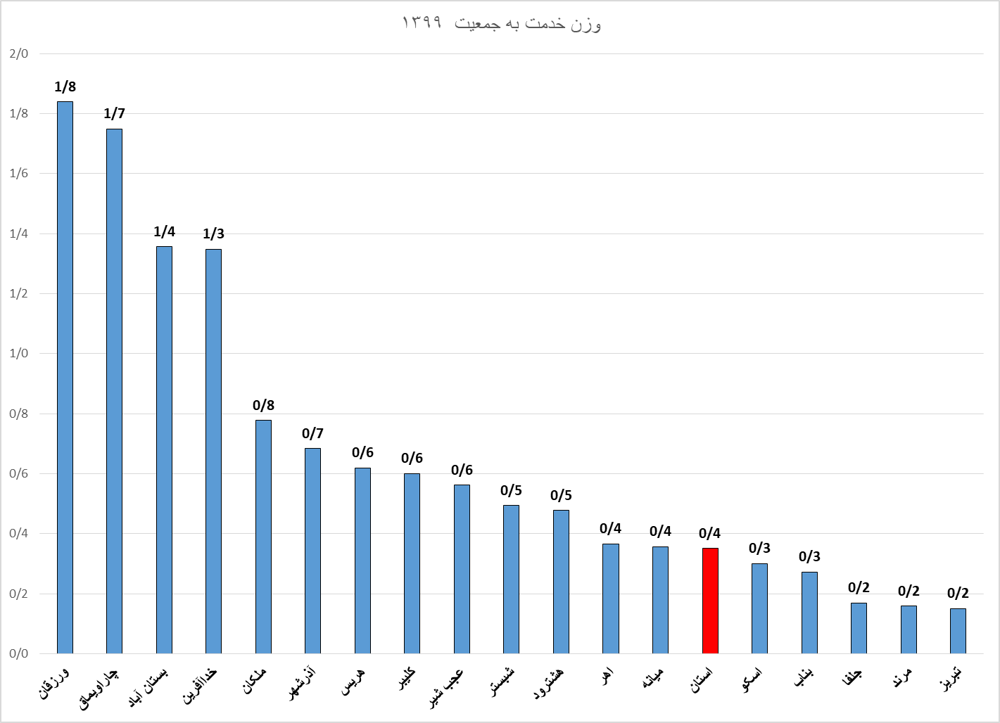 وزن خدمت به جمعیت ۱۳۹۹
2/0
1/8
1/6
1/4
1/2
1/0
0/8
0/6
0/4
0/2
0/0
1/8
1/7
1/4
1/3
0/8
0/7
0/6
0/6
0/6
0/5
0/5
0/4
0/4
0/4
0/3
0/3
0/2
0/2
0/2
ورزقان
چاراویماق
بستان آباد
خداآفرین
ملکان
آذرشهر
هریس
کلیبر
عجب شیر
شبستر
هشترود
اهر
میانه
استان
اسکو
بناب
جلفا
مرند
تبریز